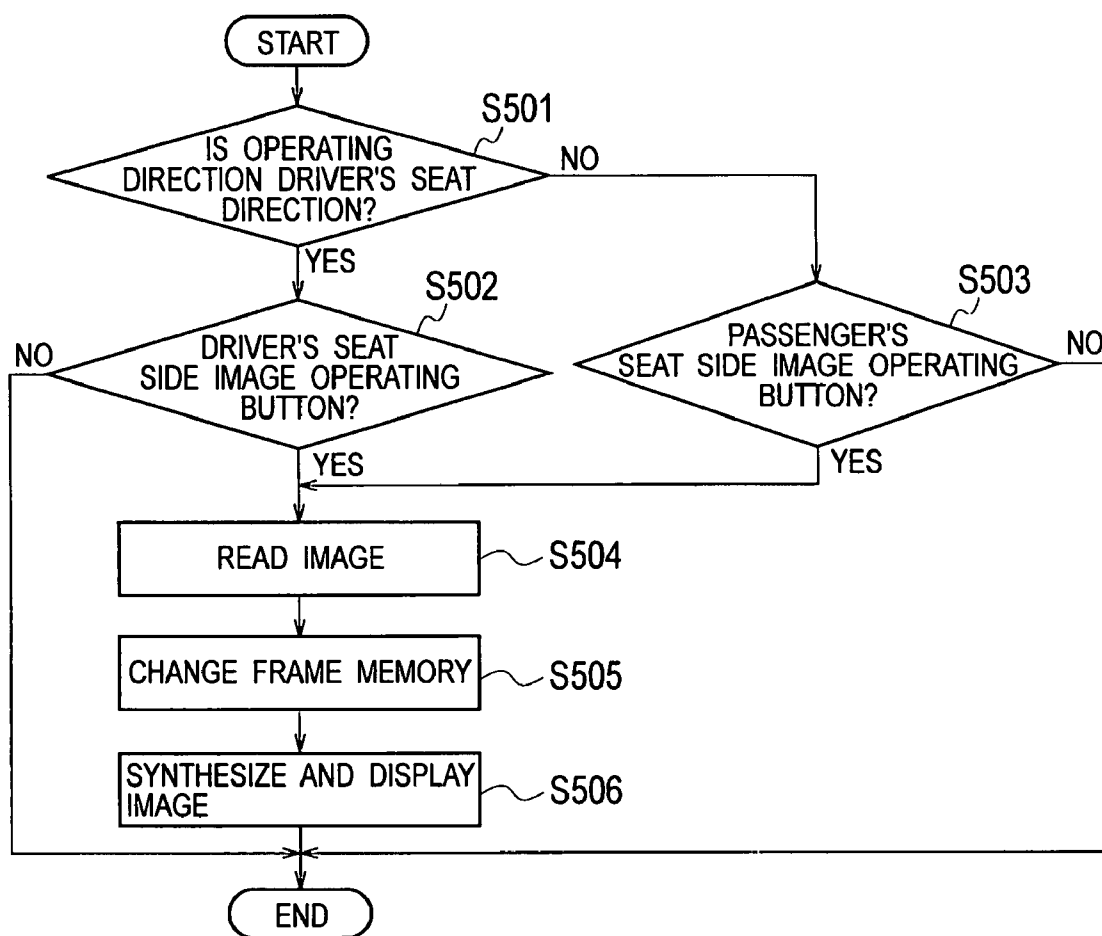 START
S501
IS OPERATING
DIRECTION DRIVER'S SEAT
DIRECTION?
NO
YES
S502
S503
NO
DRIVER'S SEAT
SIDE IMAGE OPERATING
BUTTON?
PASSENGER'S
SEAT SIDE IMAGE OPERATING
BUTTON?
NO
YES
YES
READ IMAGE
S504
CHANGE FRAME MEMORY
S505
SYNTHESIZE AND DISPLAY
IMAGE
S506
END